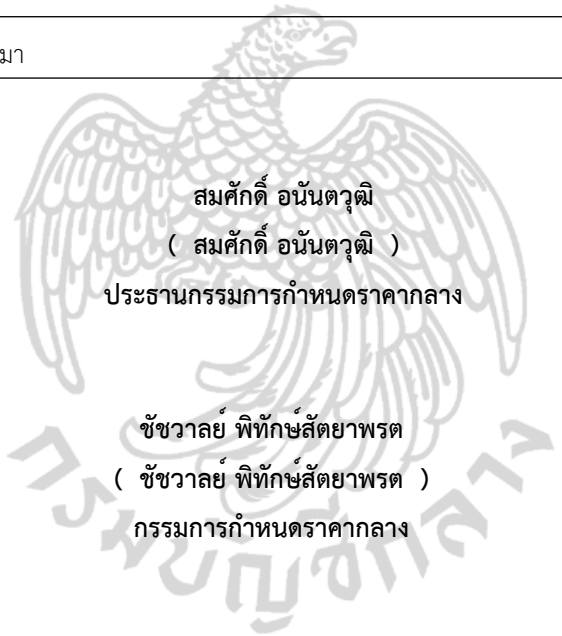 มา
สมศักดิ์ อนันตวุฒิ
( สมศักดิ์ อนันตวุฒิ )
ประธานกรรมการกำหนดราคากลาง
ชัชวาลย์ พิทักษ์สัตยาพรต
( ชัชวาลย์ พิทักษ์สัตยาพรต )
กรรมการกำหนดราคากลาง
กรมบัญชีกลาง